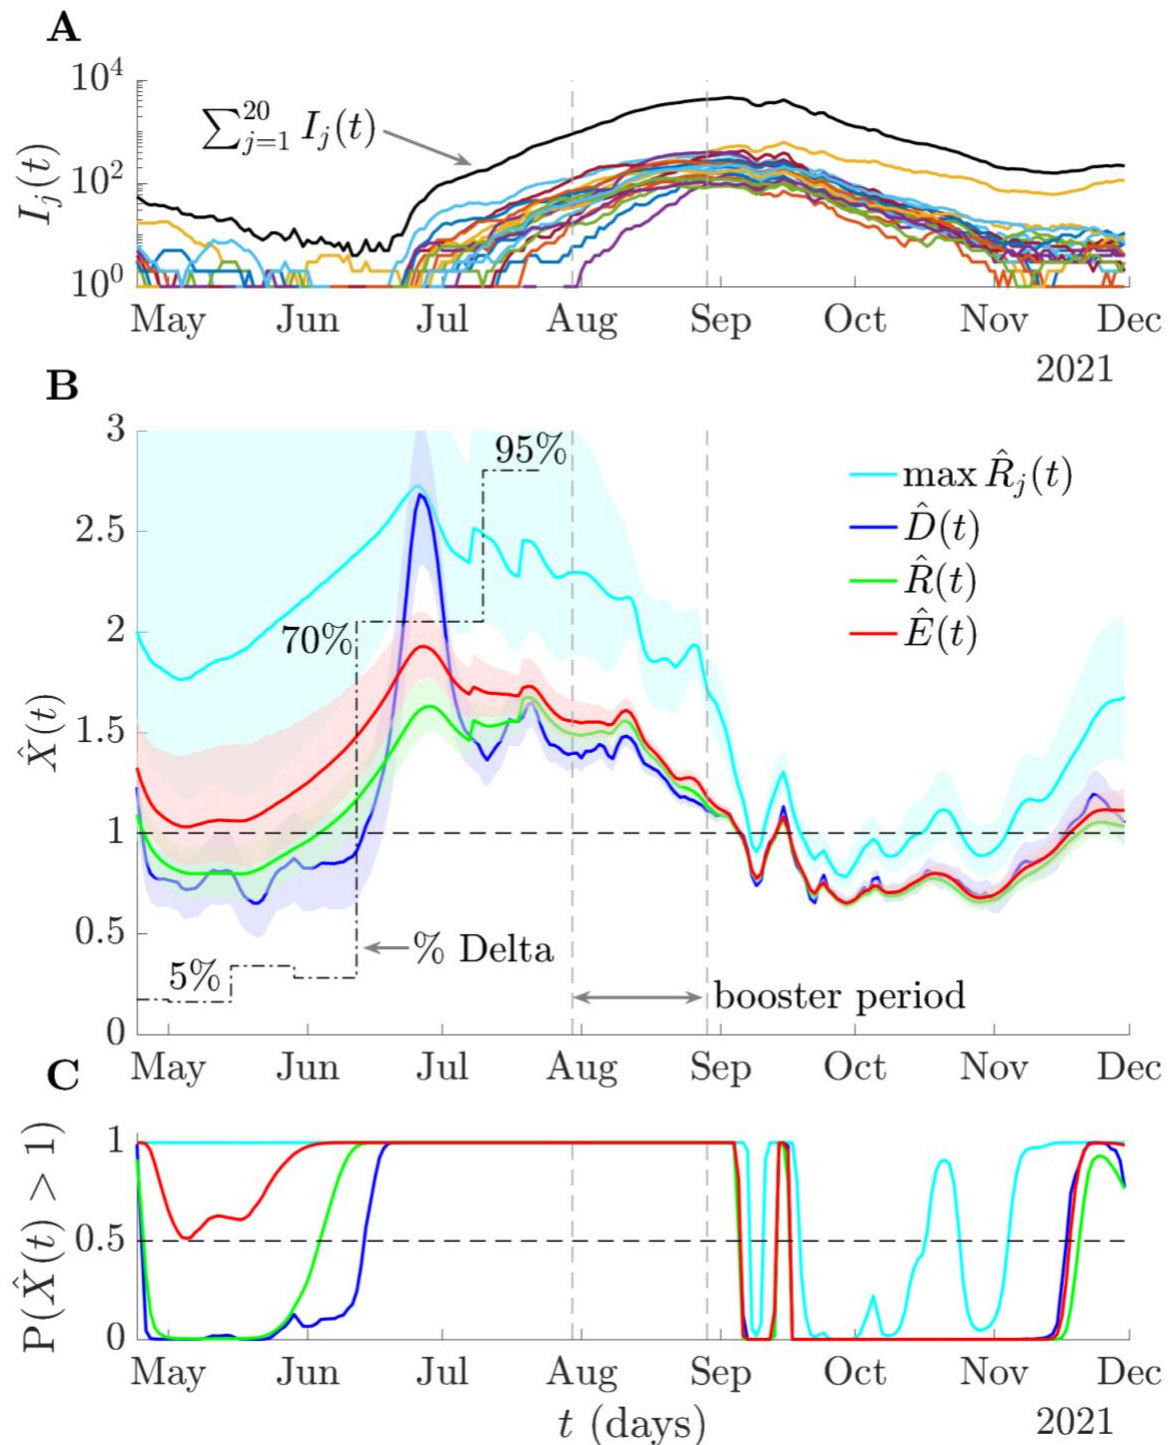 A
10^4
10^2
10^0
I_j(t)
∑_{j=1}^{20} I_j(t)
May Jun Jul Aug Sep Oct Nov Dec
2021
B
3
2.5
2
1.5
1
0.5
0
X̂(t)
95%
70%
5%
% Delta
booster period
max R̂_j(t)
D̂(t)
R̂(t)
Ê(t)
May Jun Jul Aug Sep Oct Nov Dec
C
1
0.5
0
P(X̂(t) > 1)
May Jun Jul Aug Sep Oct Nov Dec
t (days)
2021